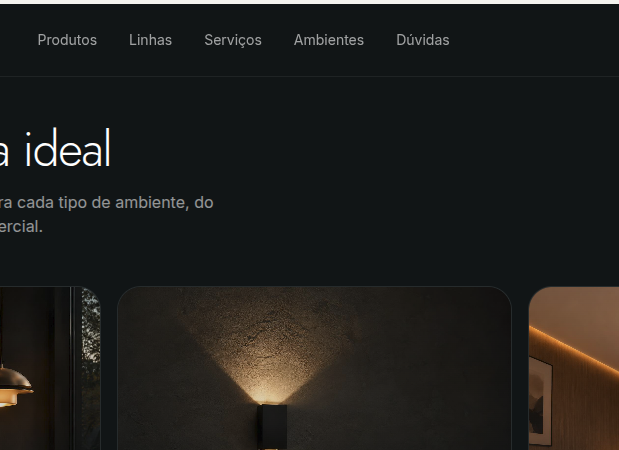 Produtos Linhas Serviços Ambientes Dúvidas
a ideal
ra cada tipo de ambiente, do
ercial.